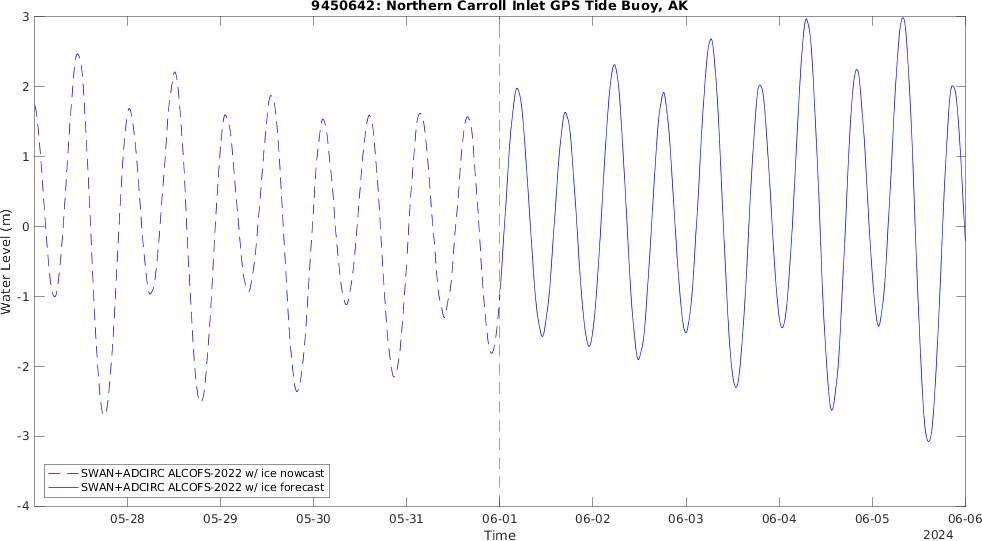 9450642: Northern Carroll Inlet GPS Tide Buoy, AK
3
2
1
0
-1
-2
-3
-4
Water Level (m)
SWAN+ADCIRC ALCOFS-2022 w/ ice nowcast
SWAN+ADCIRC ALCOFS-2022 w/ ice forecast
05-28 05-29 05-30 05-31 06-01 06-02 06-03 06-04 06-05 06-06
Time
2024